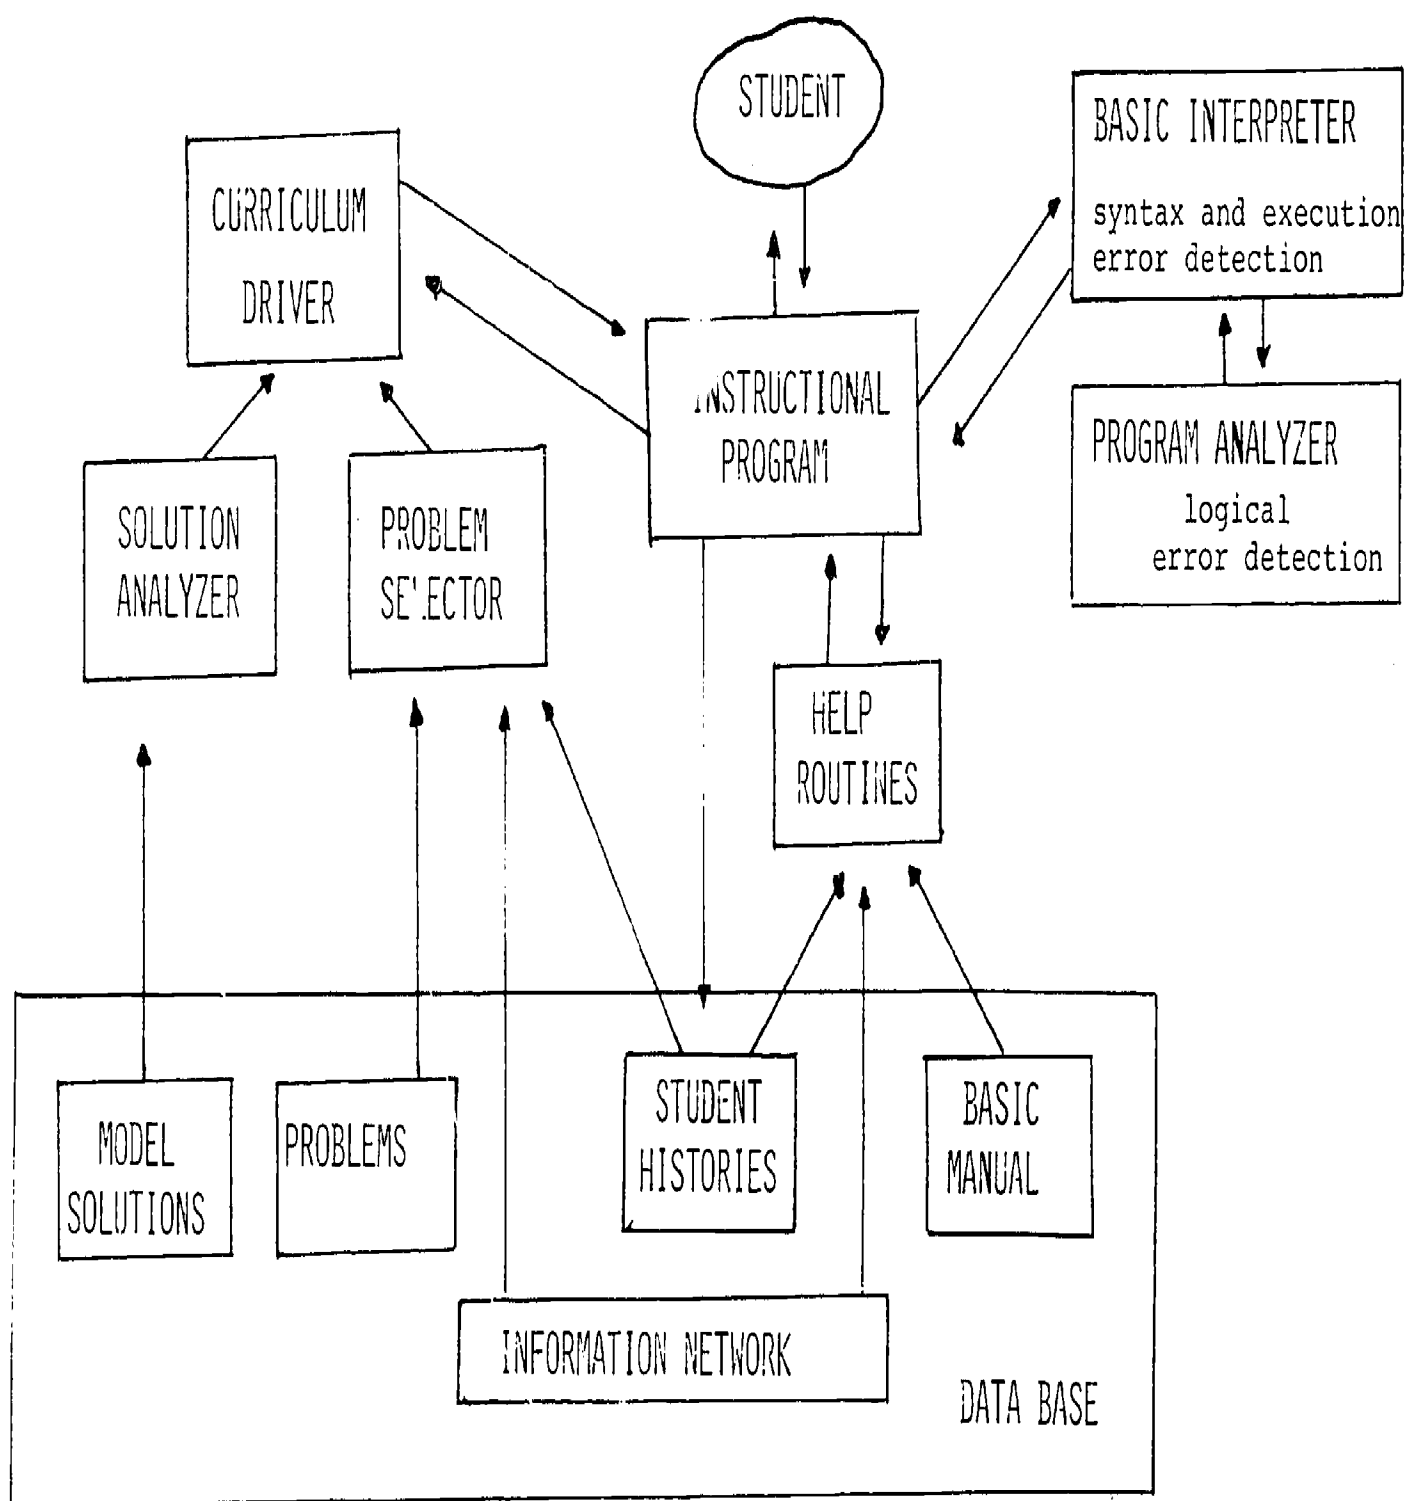 STUDENT
BASIC INTERPRETER
syntax and execution
error detection
CURRICULUM
DRIVER
INSTRUCTIONAL
PROGRAM
PROGRAM ANALYZER
logical
error detection
SOLUTION
ANALYZER
PROBLEM
SELECTOR
HELP
ROUTINES
MODEL
SOLUTIONS
PROBLEMS
STUDENT
HISTORIES
BASIC
MANUAL
INFORMATION NETWORK
DATA BASE